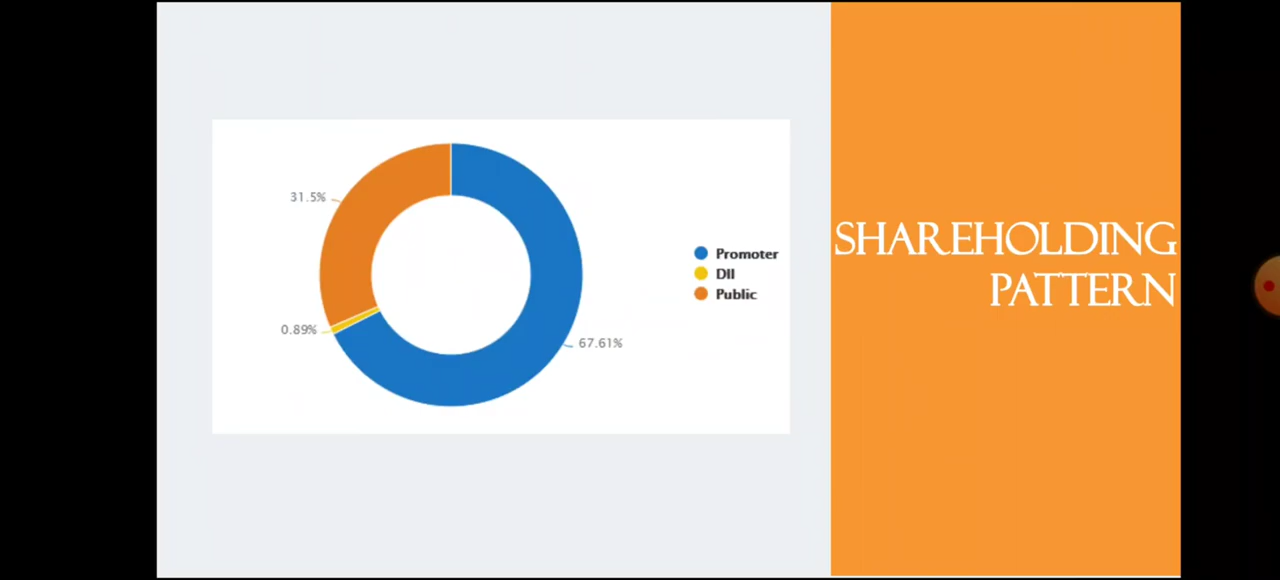 31.5%
0.89%
67.61%
Promoter
DII
Public
SHAREHOLDING
PATTERN